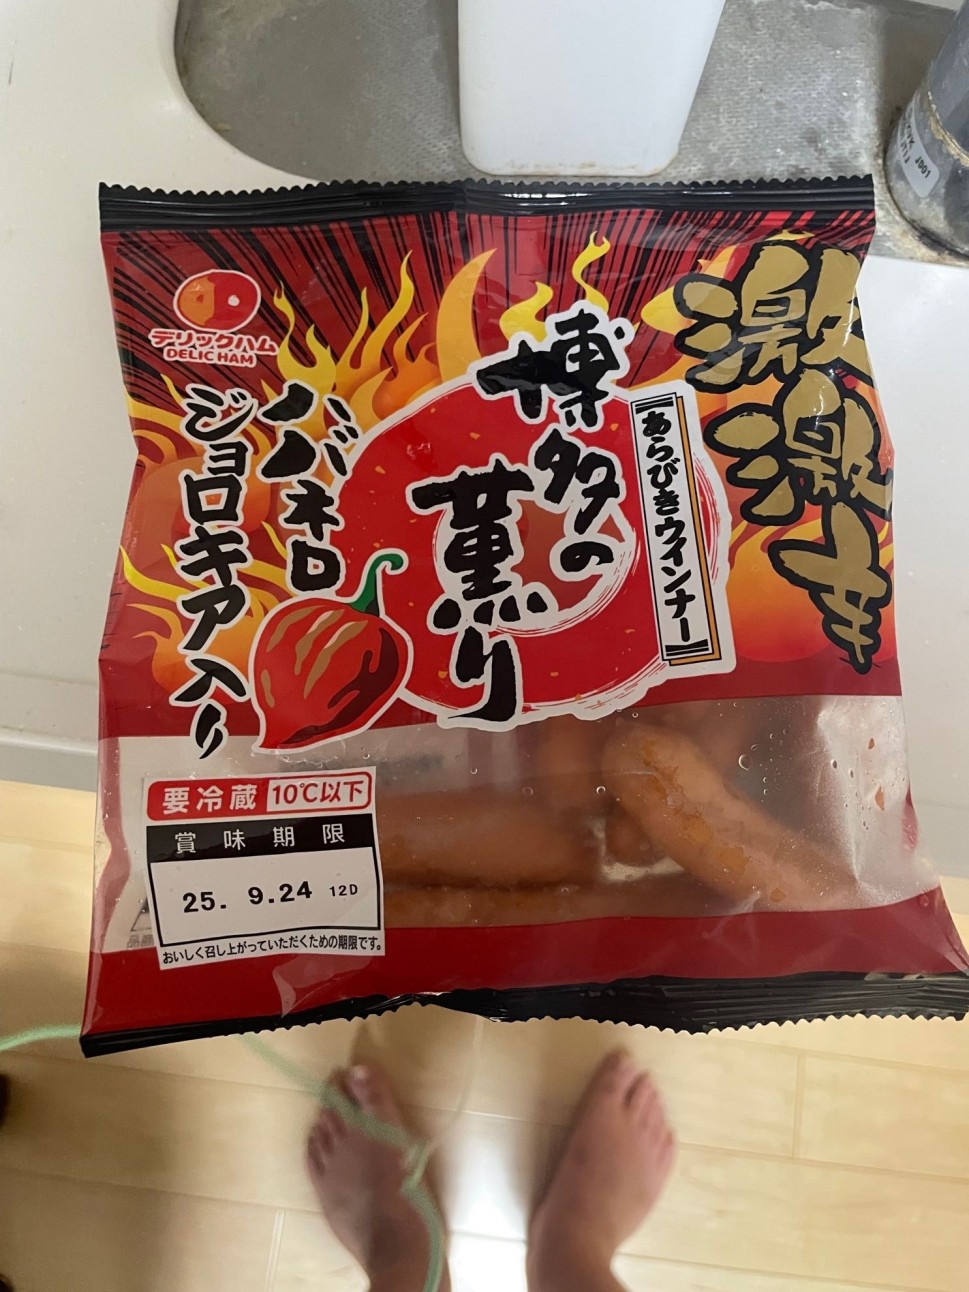 激激辛
博多の
薫り
【あらびきウインナー】
デリックハム
DELIC HAM
ハバネロ
ジョロキア入り
要冷蔵 10℃以下
賞味期限
25. 9.24 12D
おいしく召し上がっていただくための期限です。